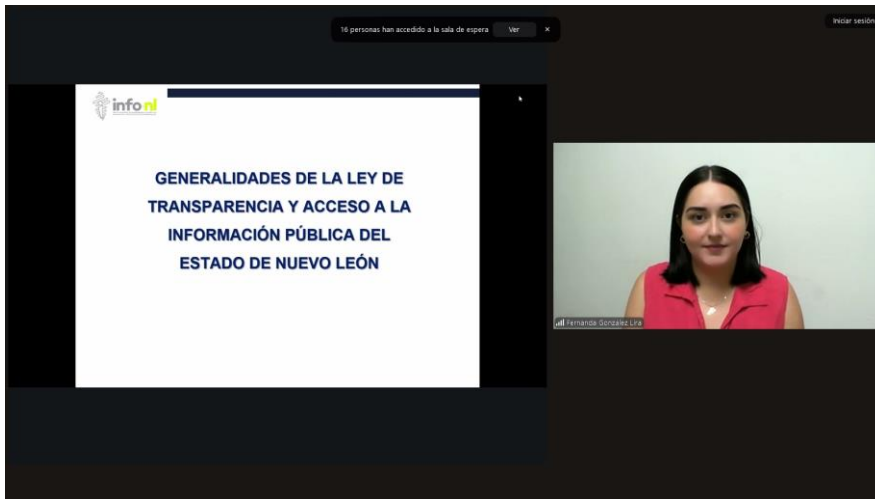 16 personas han accedido a la sala de espera Ver
Iniciar sesión
info nl
GENERALIDADES DE LA LEY DE
TRANSPARENCIA Y ACCESO A LA
INFORMACIÓN PÚBLICA DEL
ESTADO DE NUEVO LEÓN
Fernanda Gonzalez Lira